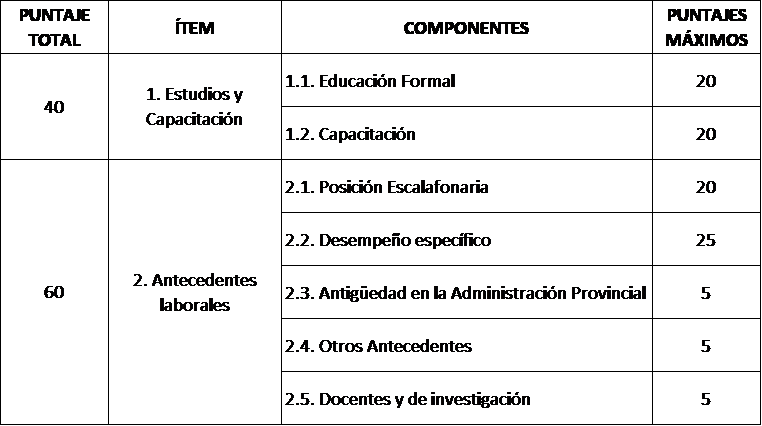 PUNTAJE
TOTAL
ÍTEM
COMPONENTES
PUNTAJES
MÁXIMOS
40
1. Estudios y
Capacitación
1.1. Educación Formal
20
1.2. Capacitación
20
60
2. Antecedentes
laborales
2.1. Posición Escalafonaria
20
2.2. Desempeño específico
25
2.3. Antigüedad en la Administración Provincial
5
2.4. Otros Antecedentes
5
2.5. Docentes y de investigación
5